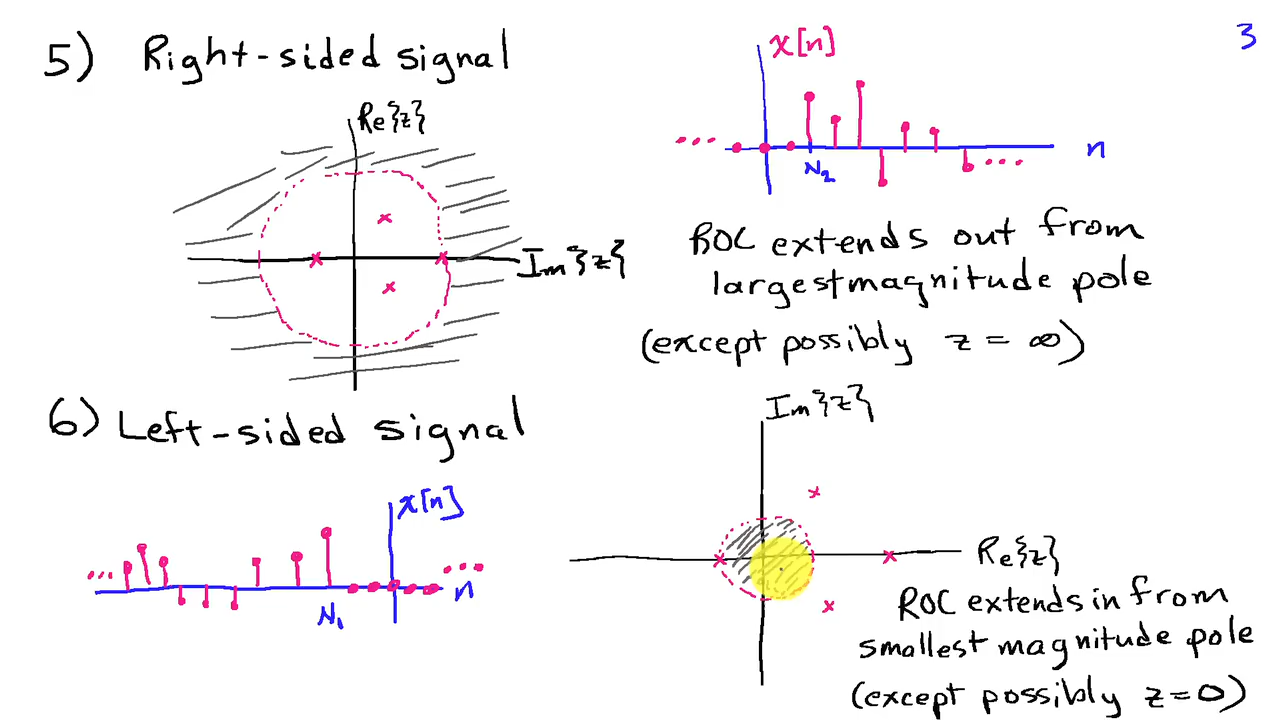 3
5) Right-sided signal
Re{z}
Im{z}
x[n]
...
N₂
...
n
ROC extends out from
largest magnitude pole
(except possibly z = ∞)
6) Left-sided signal
x[n]
...
N₁
...
n
Im{z}
Re{z}
ROC extends in from
smallest magnitude pole
(except possibly z=0)